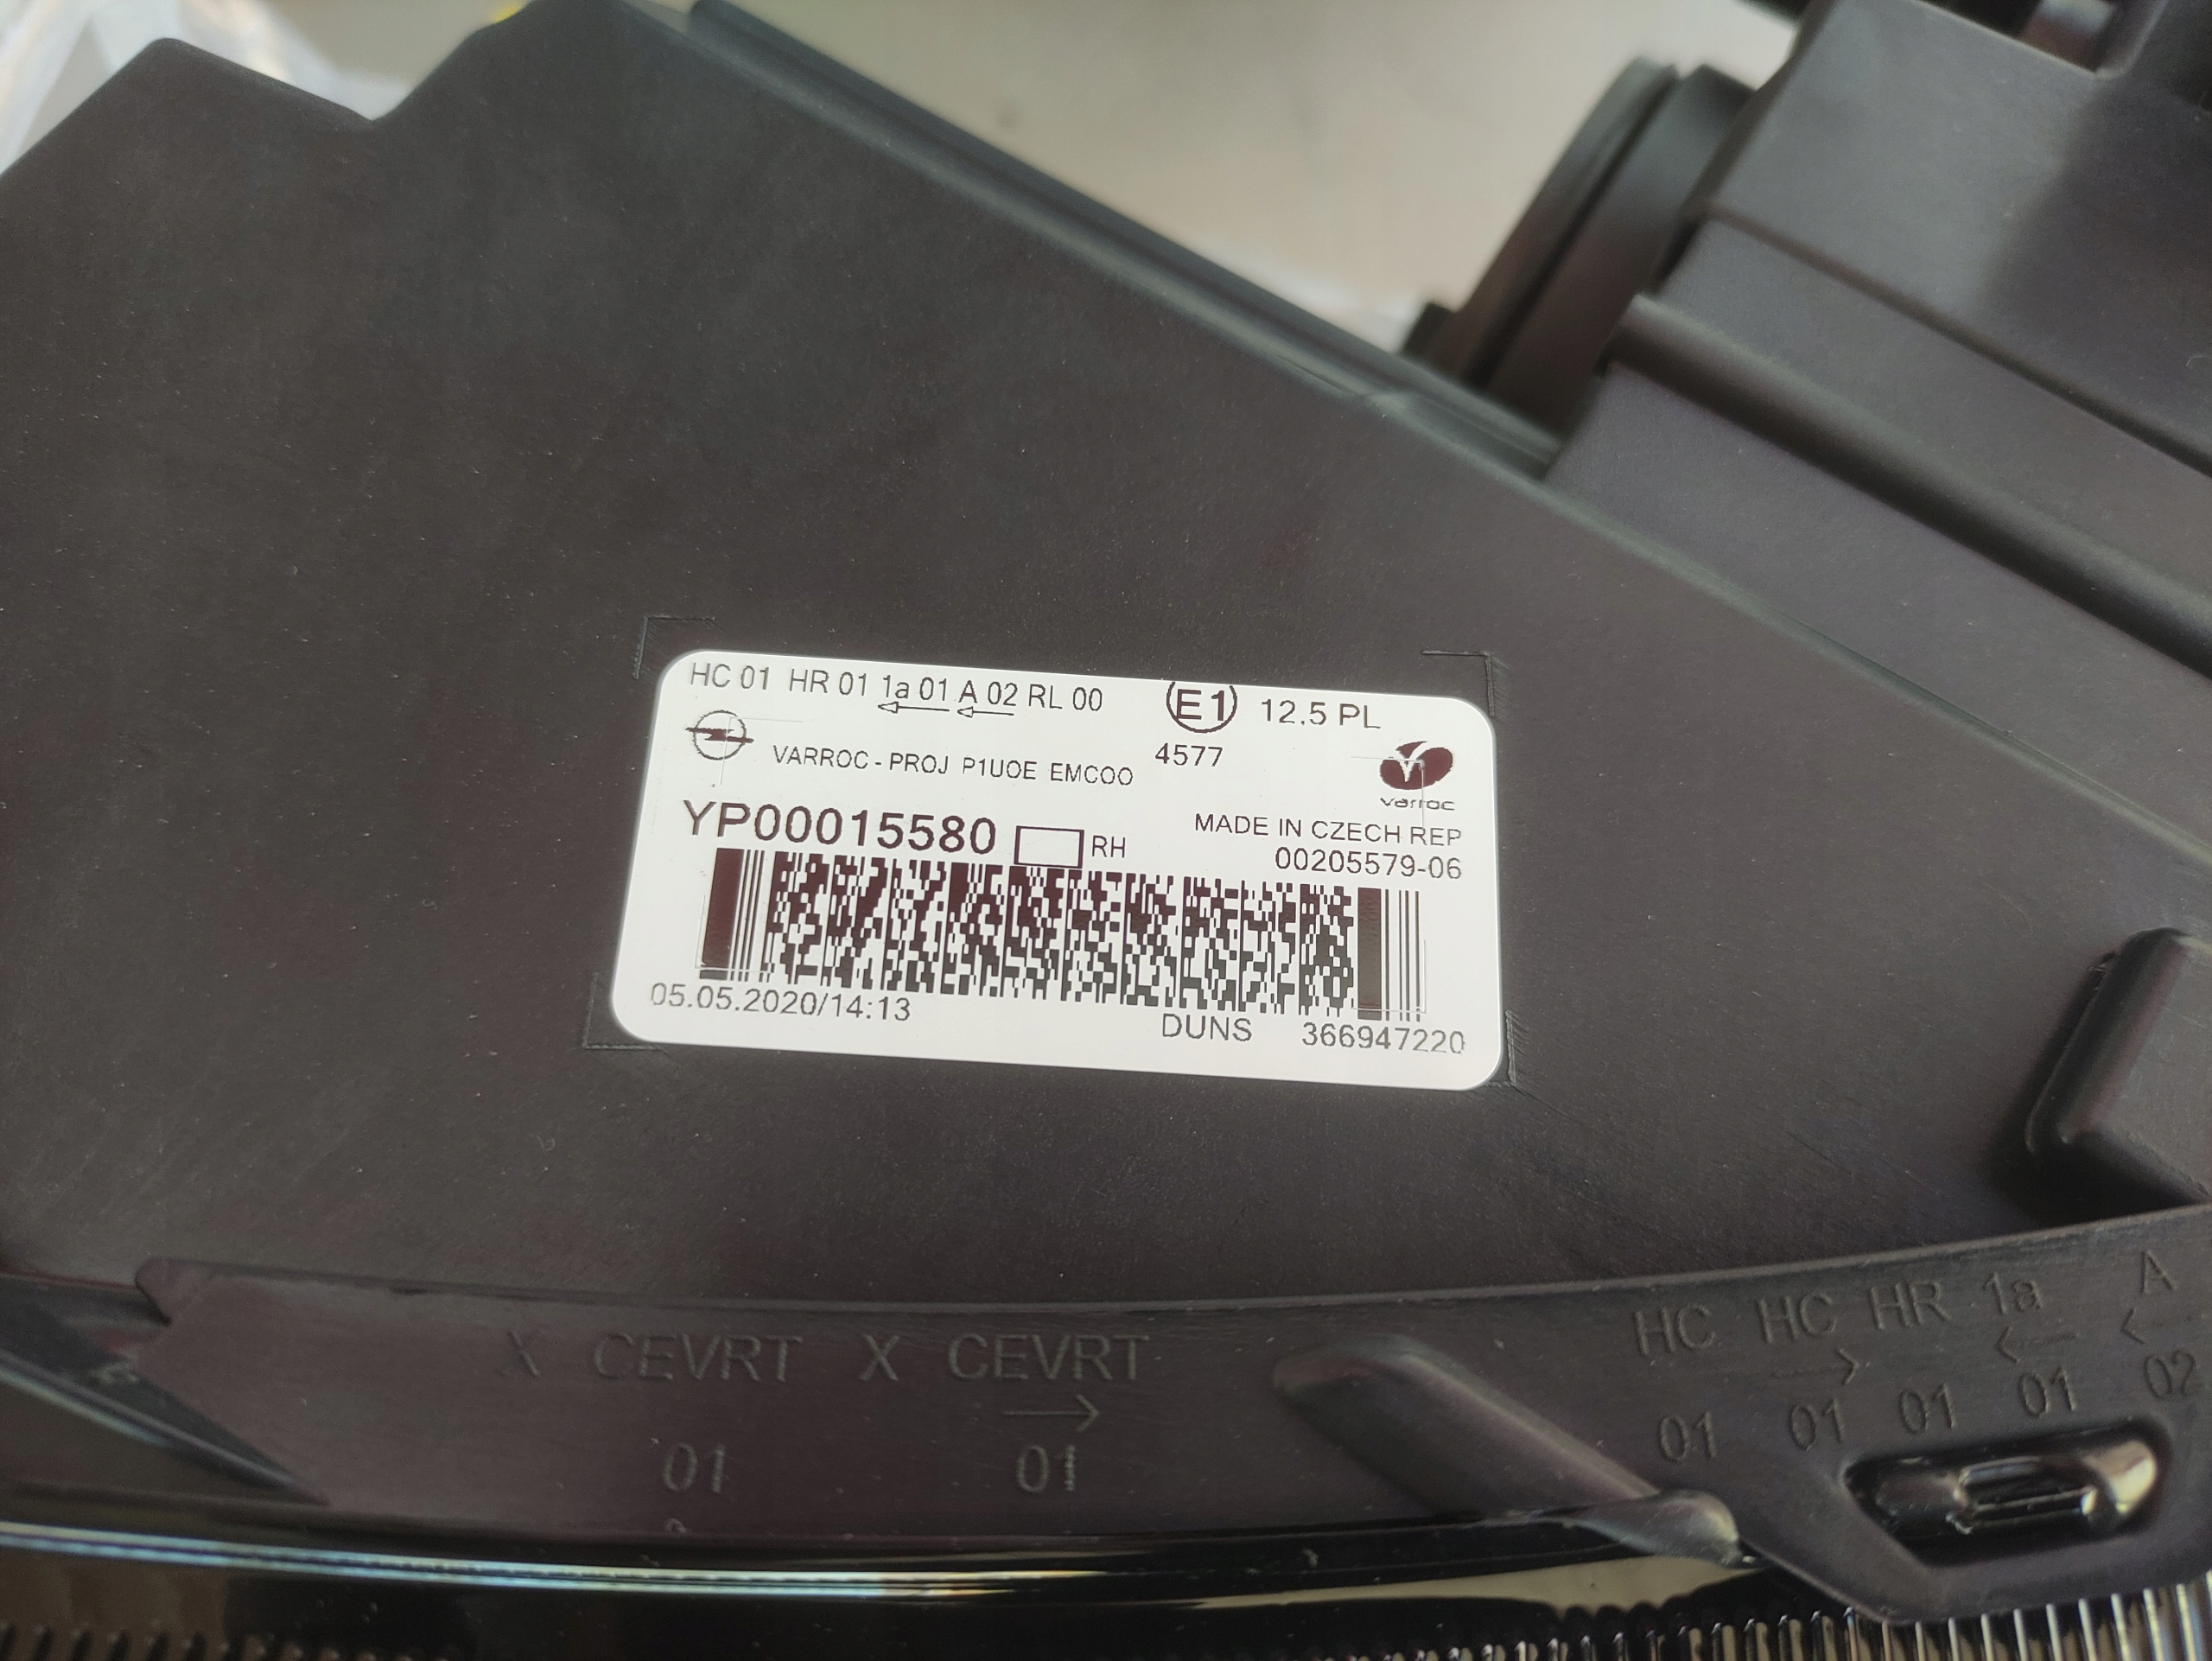 HC 01 HR 01 1a 01 A 02 RL 00
E1
12.5 PL
4577
VARROC - PROJ P1UOE EMCOO
varroc
YP00015580
RH
MADE IN CZECH REP
00205579-06
05.05.2020/14:13
DUNS 366947220
X CEVRT X CEVRT
01 01
HC HC HR 1a A
01 01 01 01 02